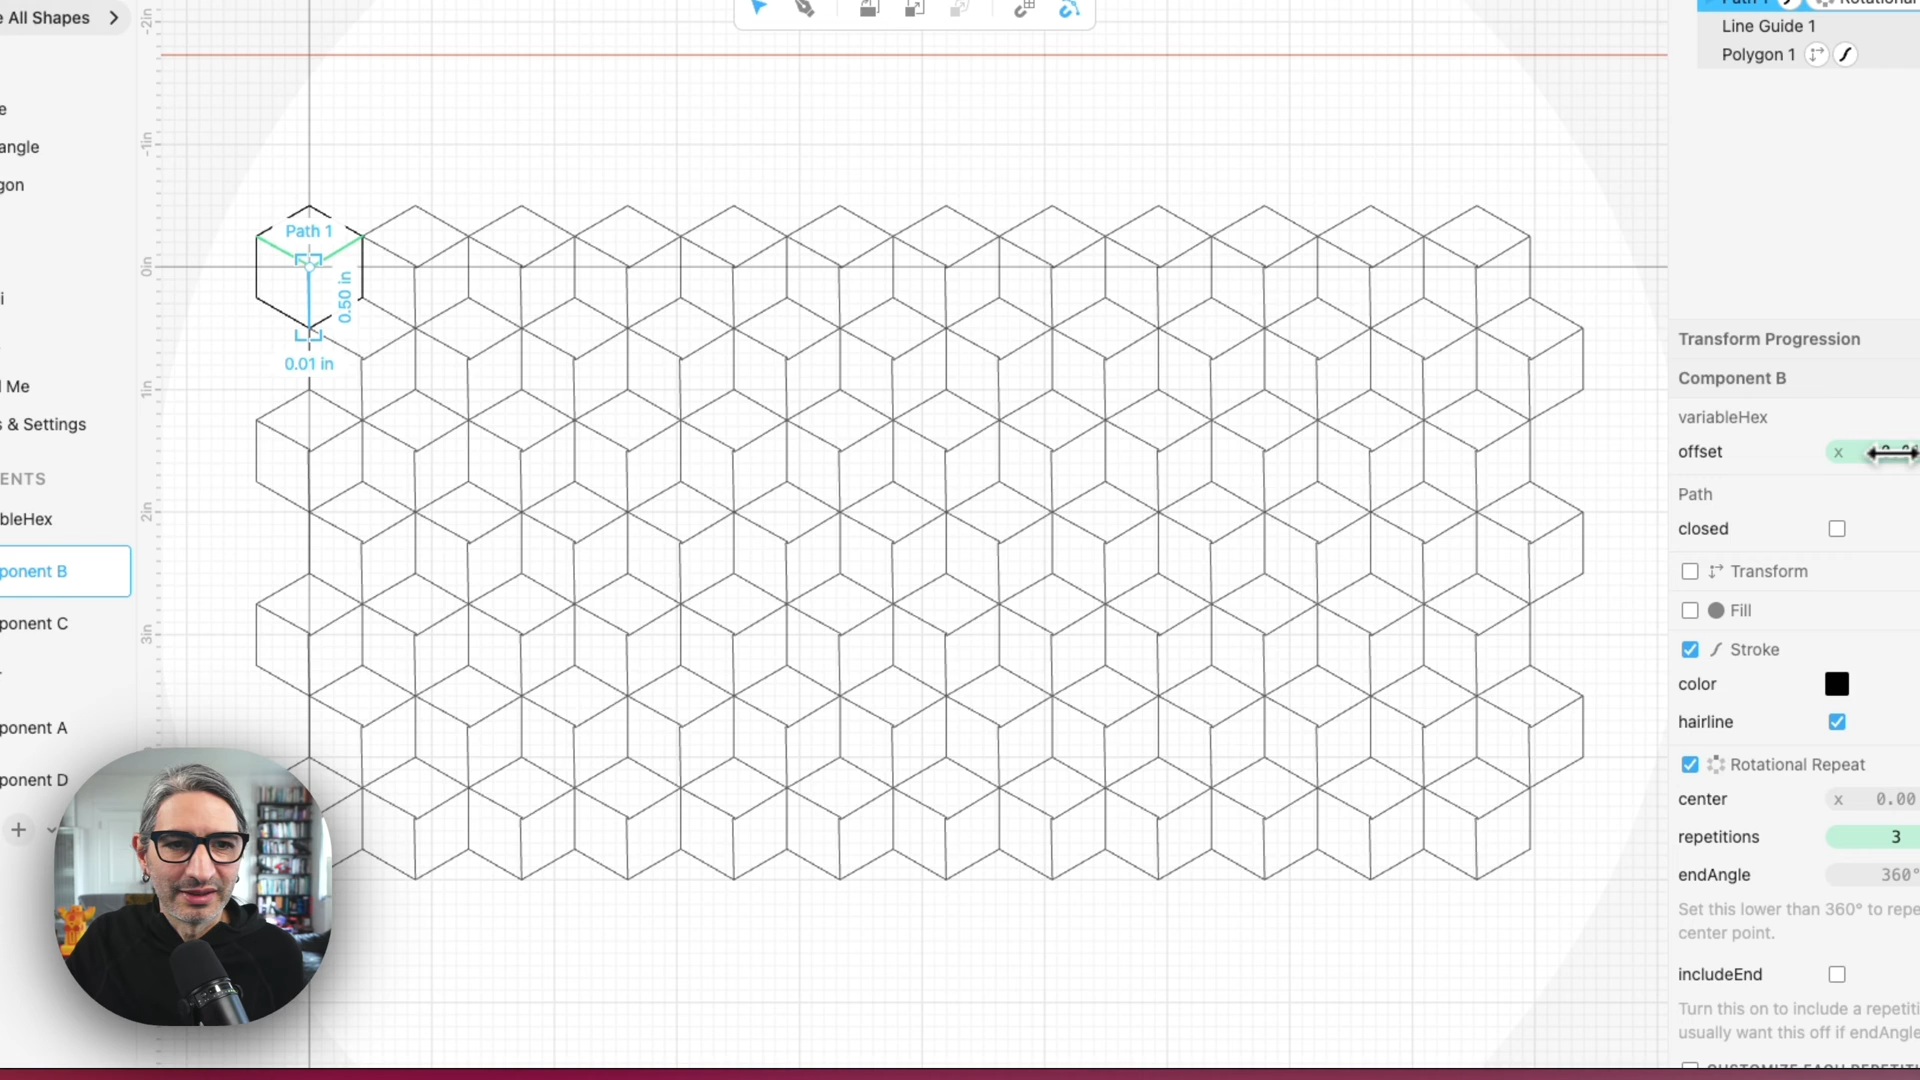 e All Shapes
Line Guide 1
Polygon 1
e
angle
gon
i
l Me
s & Settings
ENTS
bleHex
ponent B
ponent C
ponent A
ponent D
-2in
-1in
0in
1in
2in
3in
Path 1
0.50 in
0.01 in
Transform Progression
Component B
variableHex
offset x
Path
closed
Transform
Fill
Stroke
color
hairline
Rotational Repeat
center x 0.00
repetitions 3
endAngle 360°
Set this lower than 360° to repe
center point.
includeEnd
Turn this on to include a repetiti
usually want this off if endAngle